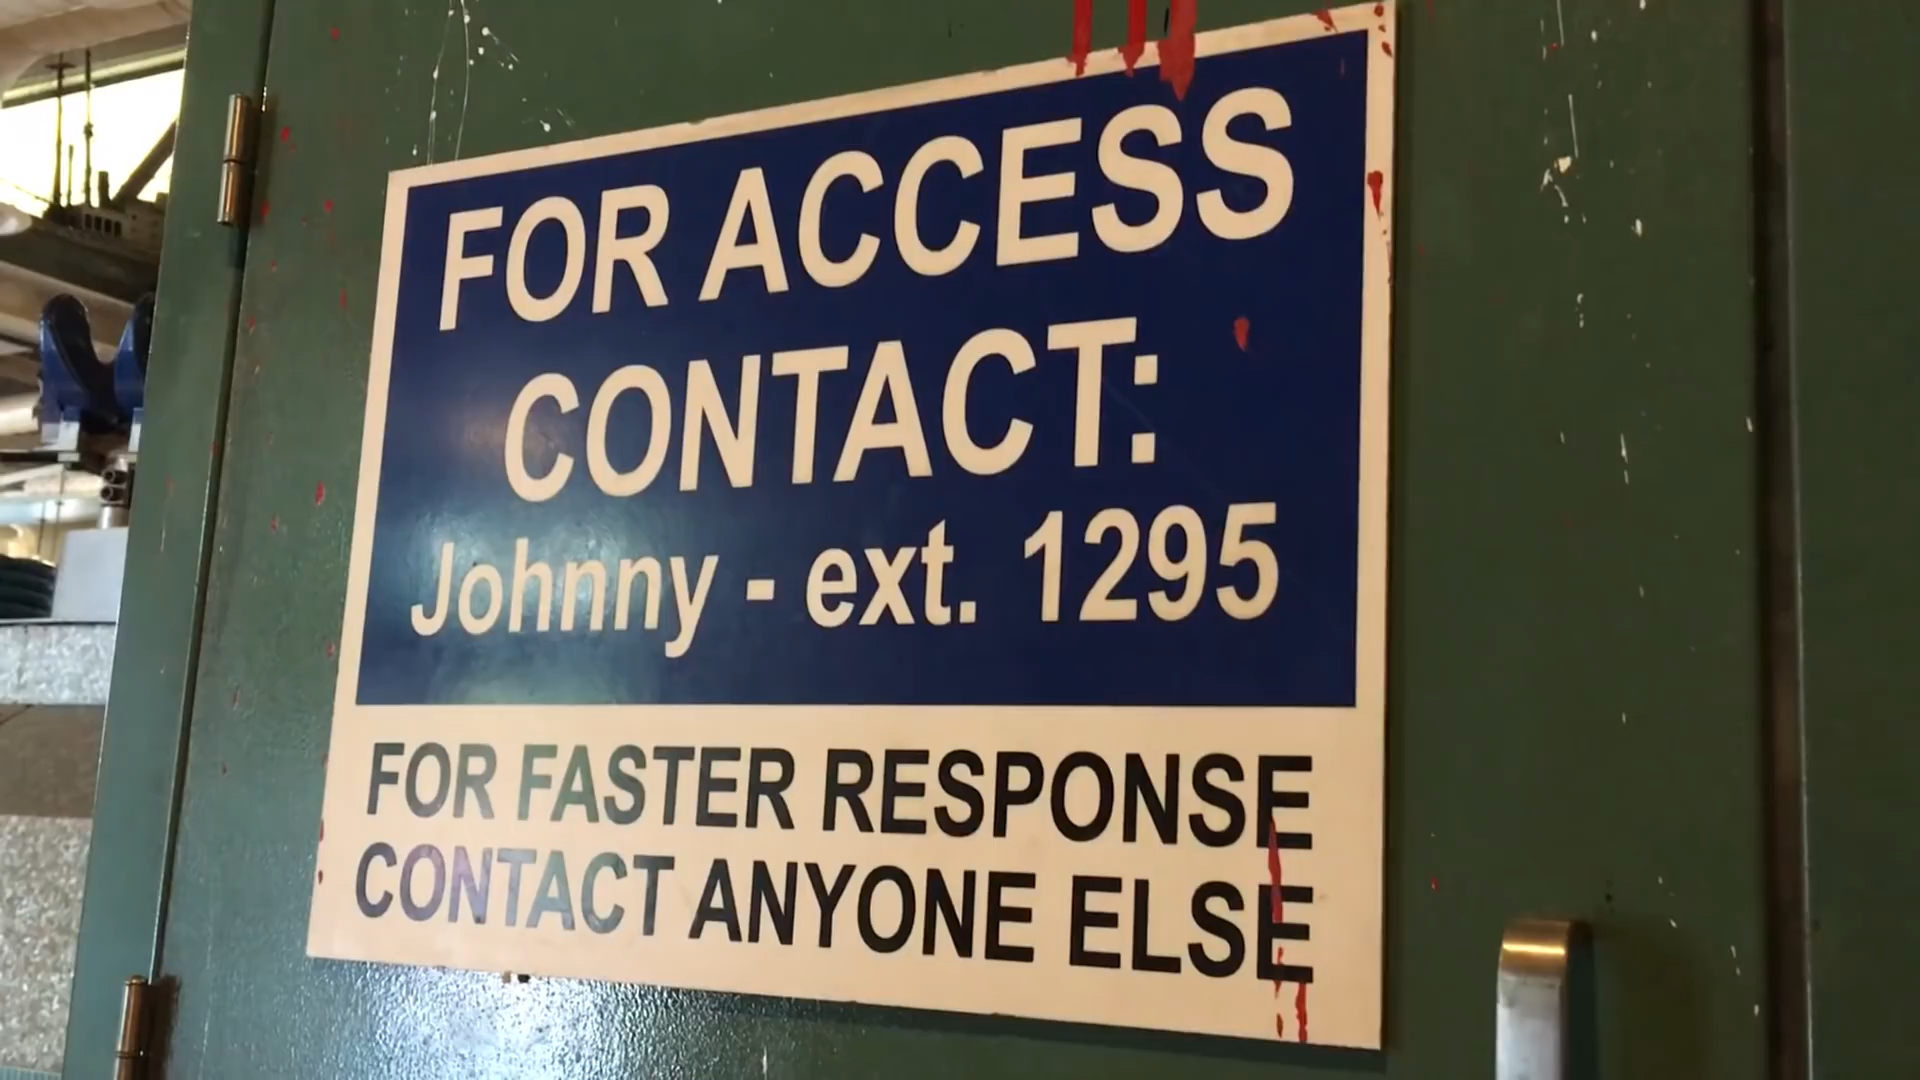 FOR ACCESS
CONTACT:
Johnny - ext. 1295
FOR FASTER RESPONSE
CONTACT ANYONE ELSE